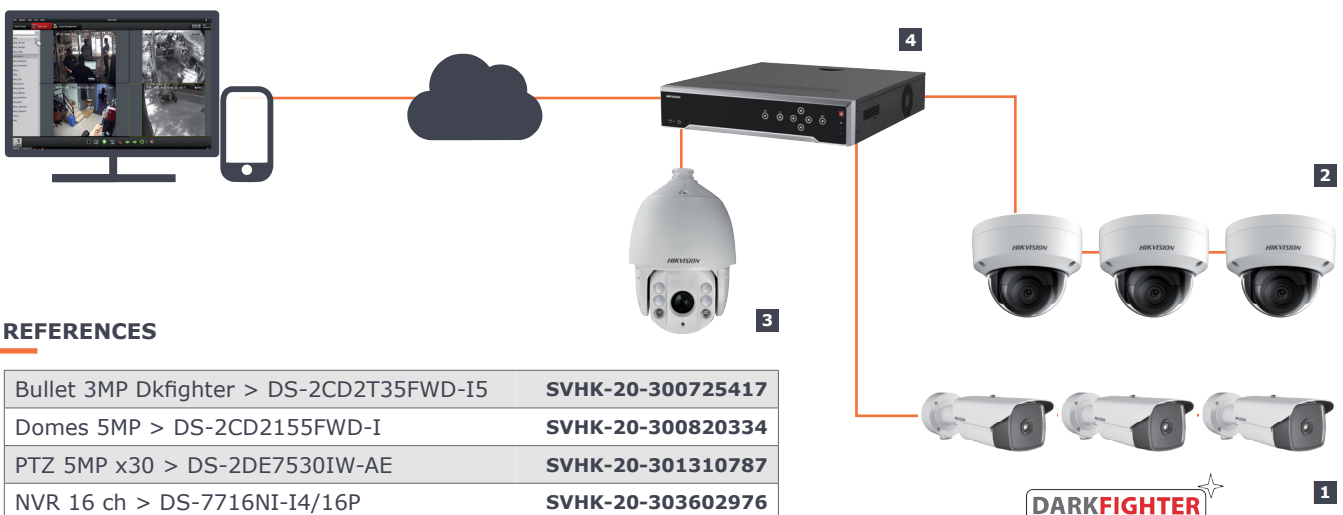 4
HIKVISION
2
HIKVISION
HIKVISION
HIKVISION
HIKVISION
3
REFERENCES
Bullet 3MP Dkfighter > DS-2CD2T35FWD-I5 SVHK-20-300725417
Domes 5MP > DS-2CD2155FWD-I SVHK-20-300820334
PTZ 5MP x30 > DS-2DE7530IW-AE SVHK-20-301310787
NVR 16 ch > DS-7716NI-I4/16P SVHK-20-303602976
DARKFIGHTER
1